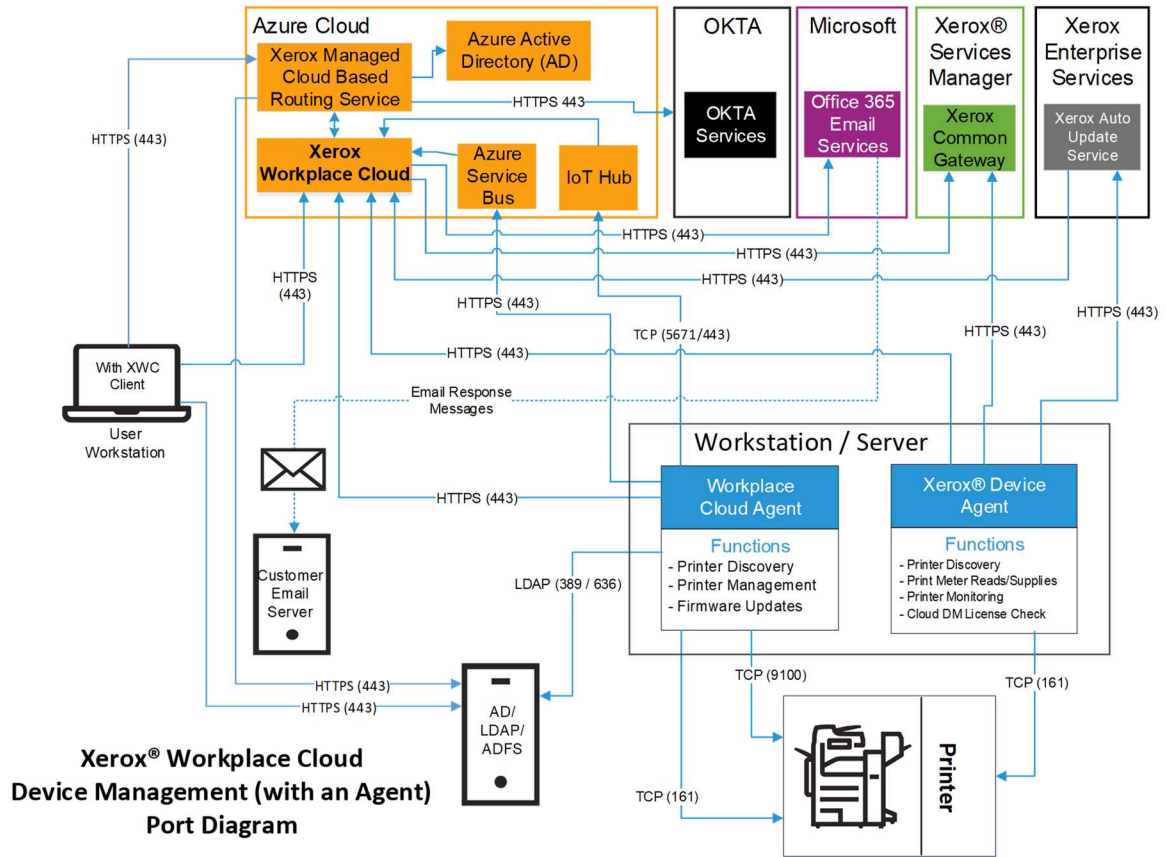 Azure Cloud
Xerox Managed
Cloud Based
Routing Service
Azure Active
Directory (AD)
Xerox
Workplace Cloud
Azure
Service
Bus
IoT Hub
OKTA
OKTA
Services
Microsoft
Office 365
Email
Services
Xerox®
Services
Manager
Xerox
Common
Gateway
Xerox
Enterprise
Services
Xerox Auto
Update
Service
HTTPS 443
HTTPS (443)
HTTPS (443)
HTTPS (443)
HTTPS (443)
HTTPS
(443)
HTTPS (443)
HTTPS (443)
TCP (5671/443)
HTTPS (443)
HTTPS (443)
With XWC
Client
User
Workstation
Email Response
Messages
HTTPS (443)
Customer
Email
Server
Workstation / Server
Workplace
Cloud Agent
Functions
- Printer Discovery
- Printer Management
- Firmware Updates
Xerox® Device
Agent
Functions
- Printer Discovery
- Print Meter Reads/Supplies
- Printer Monitoring
- Cloud DM License Check
LDAP (389 / 636)
TCP (9100)
TCP (161)
HTTPS (443)
HTTPS (443)
AD/
LDAP/
ADFS
TCP (161)
Printer
Xerox® Workplace Cloud
Device Management (with an Agent)
Port Diagram